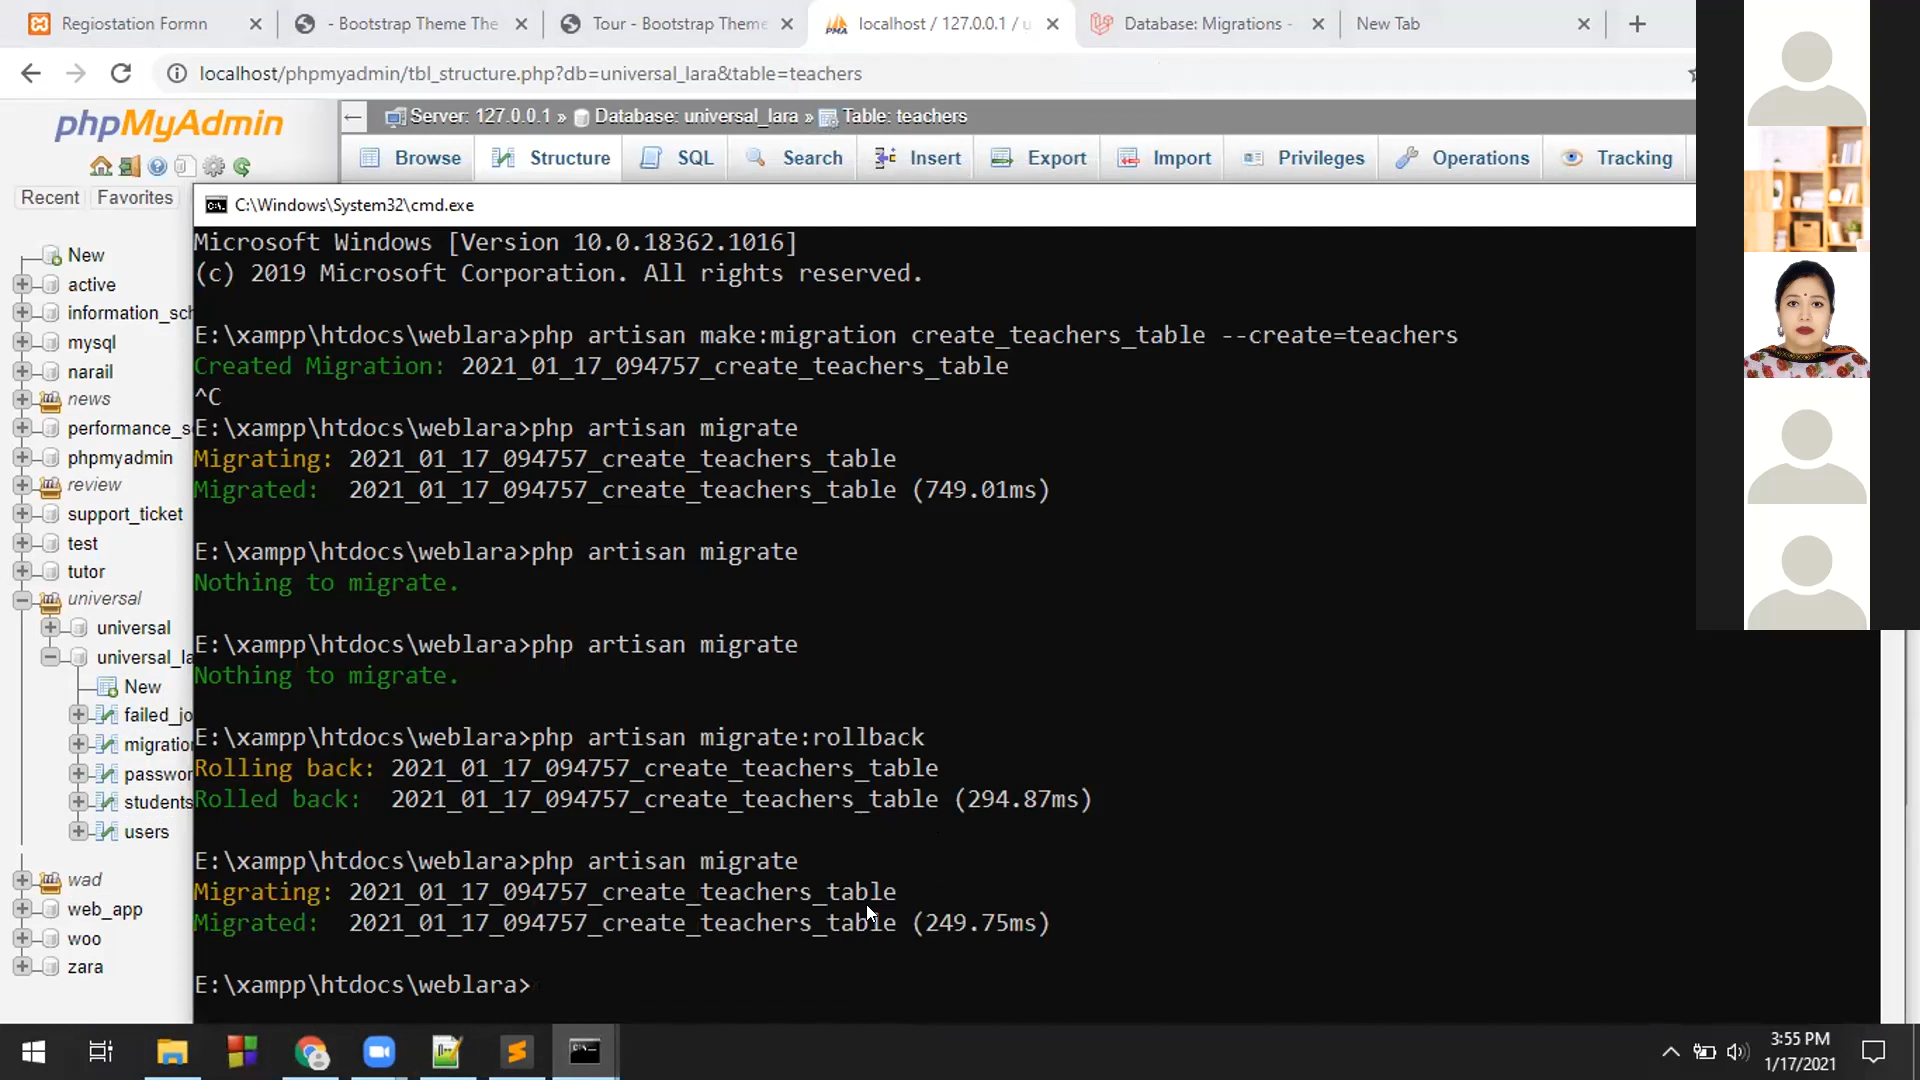 Regiostation Formn
- Bootstrap Theme The
Tour - Bootstrap Theme
localhost / 127.0.0.1 / u
Database: Migrations -
New Tab
localhost/phpmyadmin/tbl_structure.php?db=universal_lara&table=teachers
phpMyAdmin
Server: 127.0.0.1 » Database: universal_lara » Table: teachers
Browse
Structure
SQL
Search
Insert
Export
Import
Privileges
Operations
Tracking
Recent
Favorites
New
active
information_sch
mysql
narail
news
performance_s
phpmyadmin
review
support_ticket
test
tutor
universal
universal
universal_la
New
failed_jo
migration
passwor
students
users
wad
web_app
woo
zara
C:\Windows\System32\cmd.exe
Microsoft Windows [Version 10.0.18362.1016]
(c) 2019 Microsoft Corporation. All rights reserved.
E:\xampp\htdocs\weblara>php artisan make:migration create_teachers_table --create=teachers
Created Migration: 2021_01_17_094757_create_teachers_table
^C
E:\xampp\htdocs\weblara>php artisan migrate
Migrating: 2021_01_17_094757_create_teachers_table
Migrated:  2021_01_17_094757_create_teachers_table (749.01ms)
E:\xampp\htdocs\weblara>php artisan migrate
Nothing to migrate.
E:\xampp\htdocs\weblara>php artisan migrate
Nothing to migrate.
E:\xampp\htdocs\weblara>php artisan migrate:rollback
Rolling back: 2021_01_17_094757_create_teachers_table
Rolled back:  2021_01_17_094757_create_teachers_table (294.87ms)
E:\xampp\htdocs\weblara>php artisan migrate
Migrating: 2021_01_17_094757_create_teachers_table
Migrated:  2021_01_17_094757_create_teachers_table (249.75ms)
E:\xampp\htdocs\weblara>
3:55 PM
1/17/2021